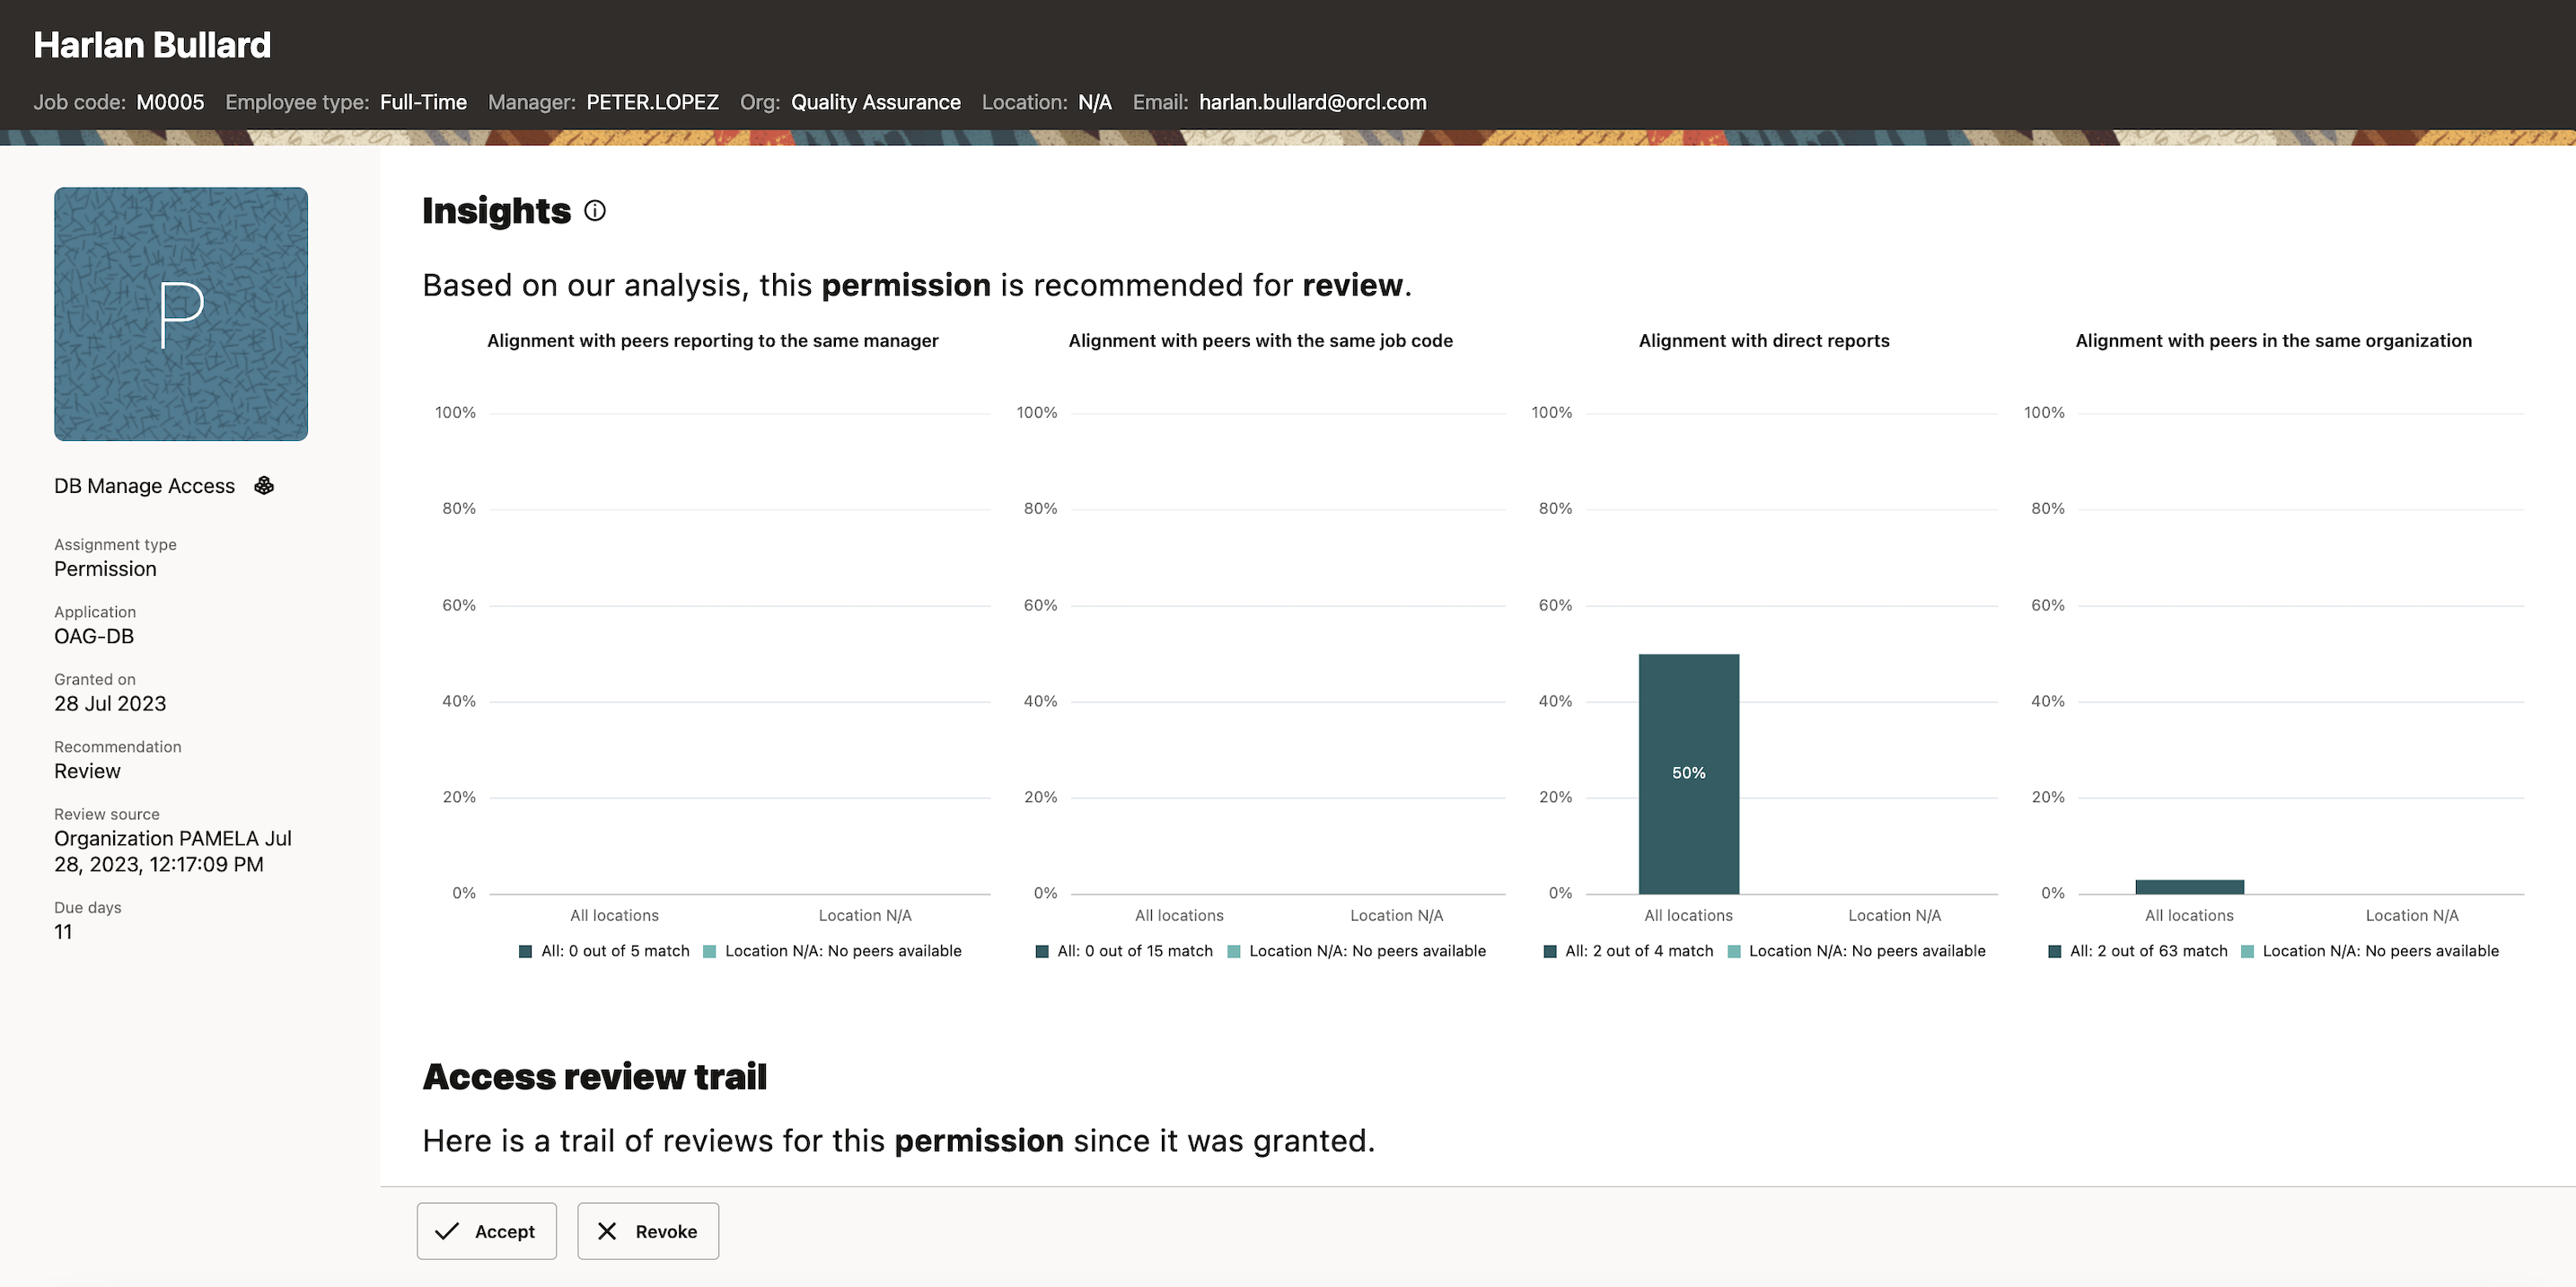 Harlan Bullard
Job code: M0005 Employee type: Full-Time Manager: PETER.LOPEZ Org: Quality Assurance Location: N/A Email: harlan.bullard@orcl.com
P
DB Manage Access
Assignment type
Permission
Application
OAG-DB
Granted on
28 Jul 2023
Recommendation
Review
Review source
Organization PAMELA Jul
28, 2023, 12:17:09 PM
Due days
11
Insights
Based on our analysis, this permission is recommended for review.
Alignment with peers reporting to the same manager
100%
80%
60%
40%
20%
0%
All locations Location N/A
All: 0 out of 5 match Location N/A: No peers available
Alignment with peers with the same job code
100%
80%
60%
40%
20%
0%
All locations Location N/A
All: 0 out of 15 match Location N/A: No peers available
Alignment with direct reports
100%
80%
60%
40%
20%
0%
50%
All locations Location N/A
All: 2 out of 4 match Location N/A: No peers available
Alignment with peers in the same organization
100%
80%
60%
40%
20%
0%
All locations Location N/A
All: 2 out of 63 match Location N/A: No peers available
Access review trail
Here is a trail of reviews for this permission since it was granted.
Accept
Revoke